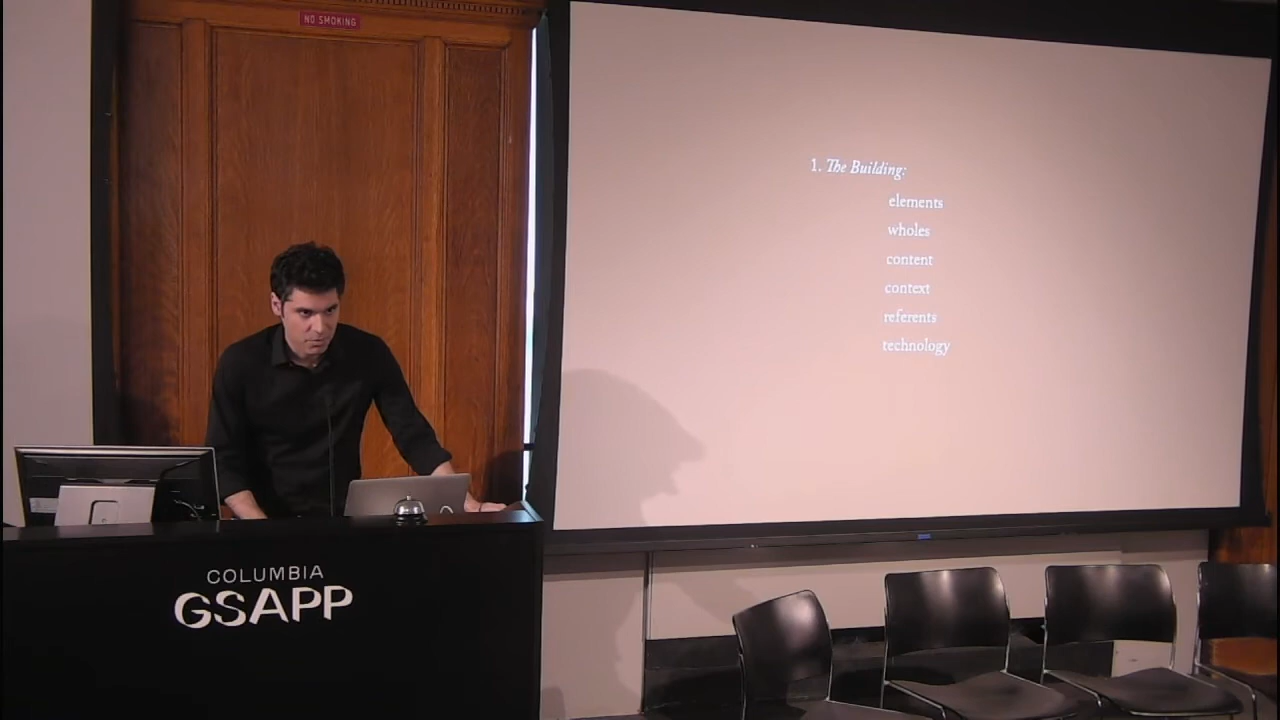 NO SMOKING
1. The Building:
elements
wholes
content
context
referents
technology
COLUMBIA
GSAPP